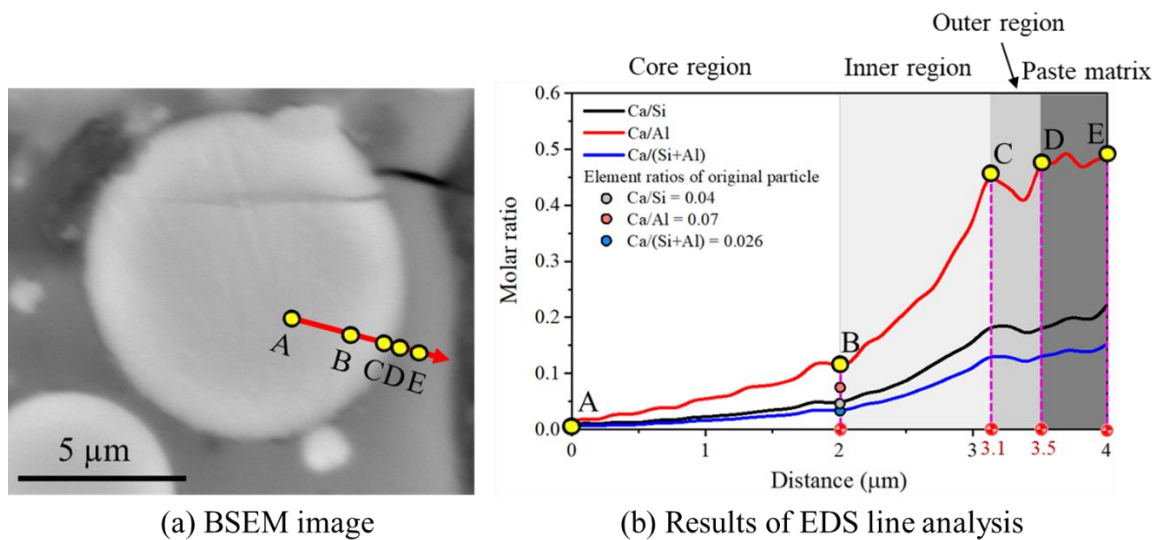 A
B
C
D
E
5 µm
(a) BSEM image
Outer region
Core region
Inner region
Paste matrix
0.6
0.5
0.4
0.3
0.2
0.1
0.0
Molar ratio
Ca/Si
Ca/Al
Ca/(Si+Al)
Element ratios of original particle
Ca/Si = 0.04
Ca/Al = 0.07
Ca/(Si+Al) = 0.026
A
B
C
D
E
0
1
2
3
3.1
3.5
4
Distance (µm)
(b) Results of EDS line analysis